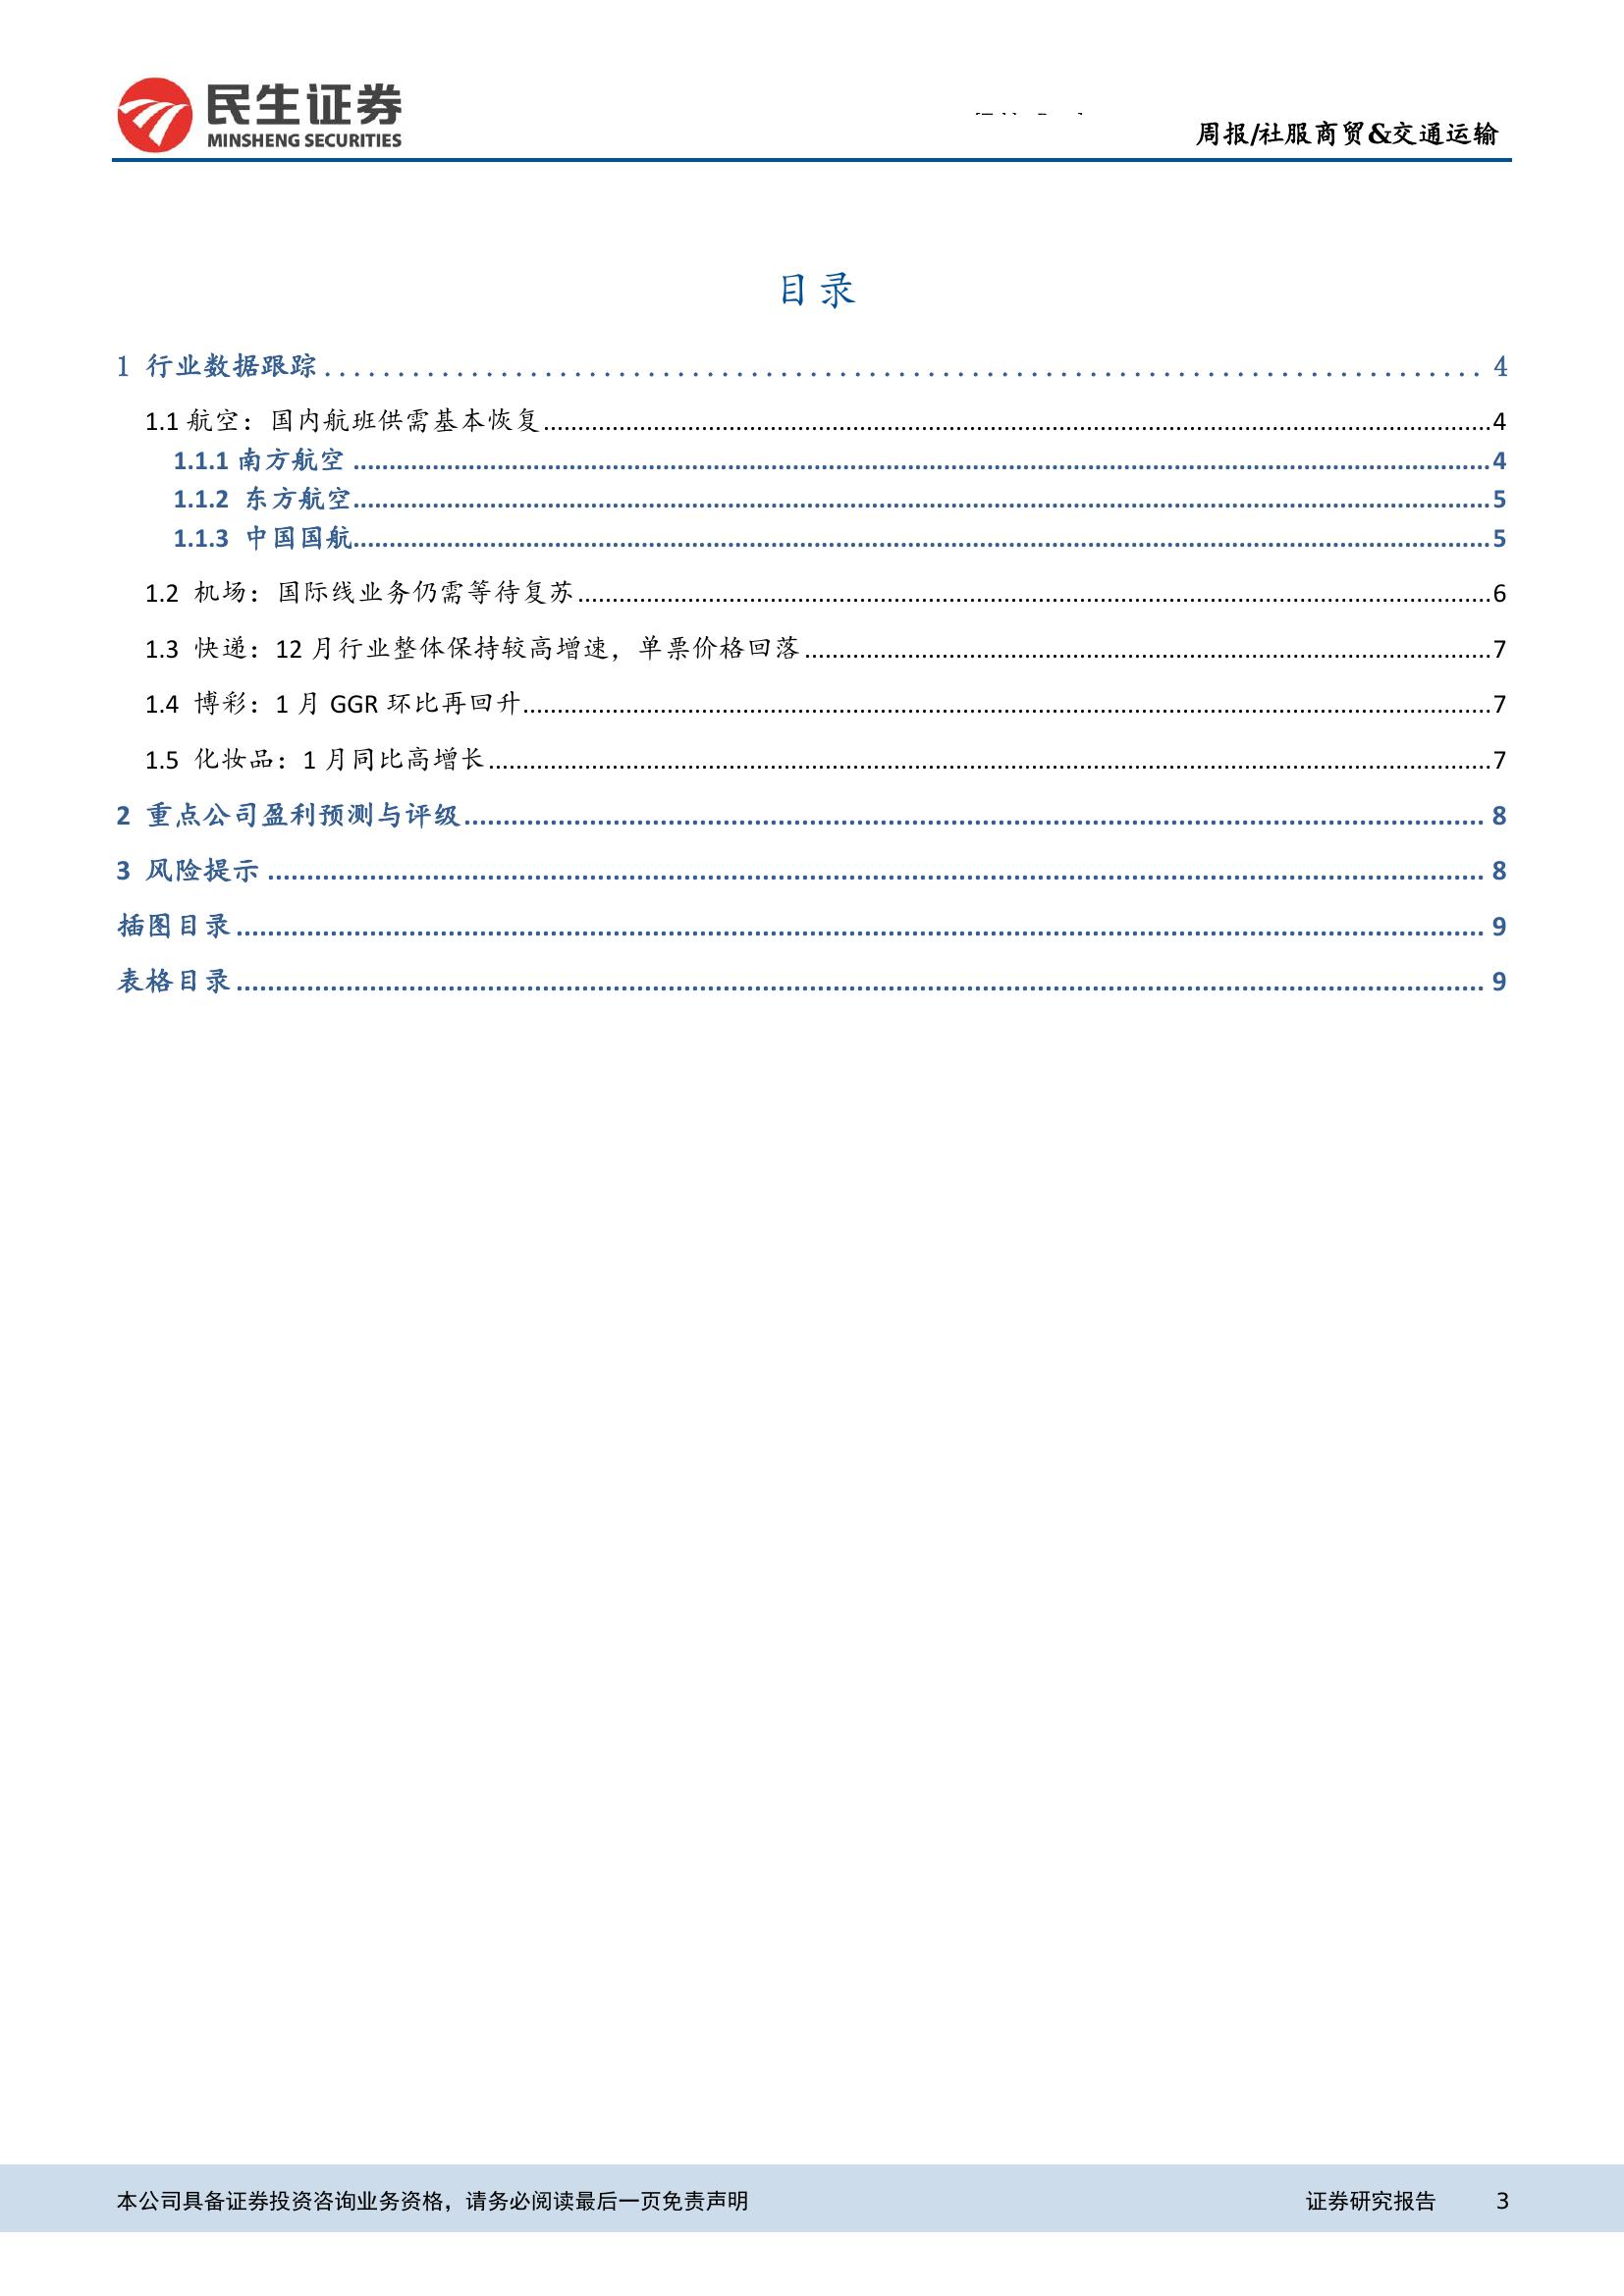 民生证券
MINSHENG SECURITIES
周报/社服商贸&交通运输
目录
1 行业数据跟踪........................................................................ 4
1.1 航空：国内航班供需基本恢复........................................................................4
1.1.1 南方航空 ........................................................................4
1.1.2 东方航空........................................................................5
1.1.3 中国国航........................................................................5
1.2 机场：国际线业务仍需等待复苏........................................................................6
1.3 快递：12 月行业整体保持较高增速，单票价格回落........................................................................7
1.4 博彩：1 月 GGR 环比再回升........................................................................7
1.5 化妆品：1 月同比高增长........................................................................7
2 重点公司盈利预测与评级........................................................................ 8
3 风险提示 ........................................................................ 8
插图目录........................................................................ 9
表格目录........................................................................ 9
本公司具备证券投资咨询业务资格，请务必阅读最后一页免责声明
证券研究报告 3